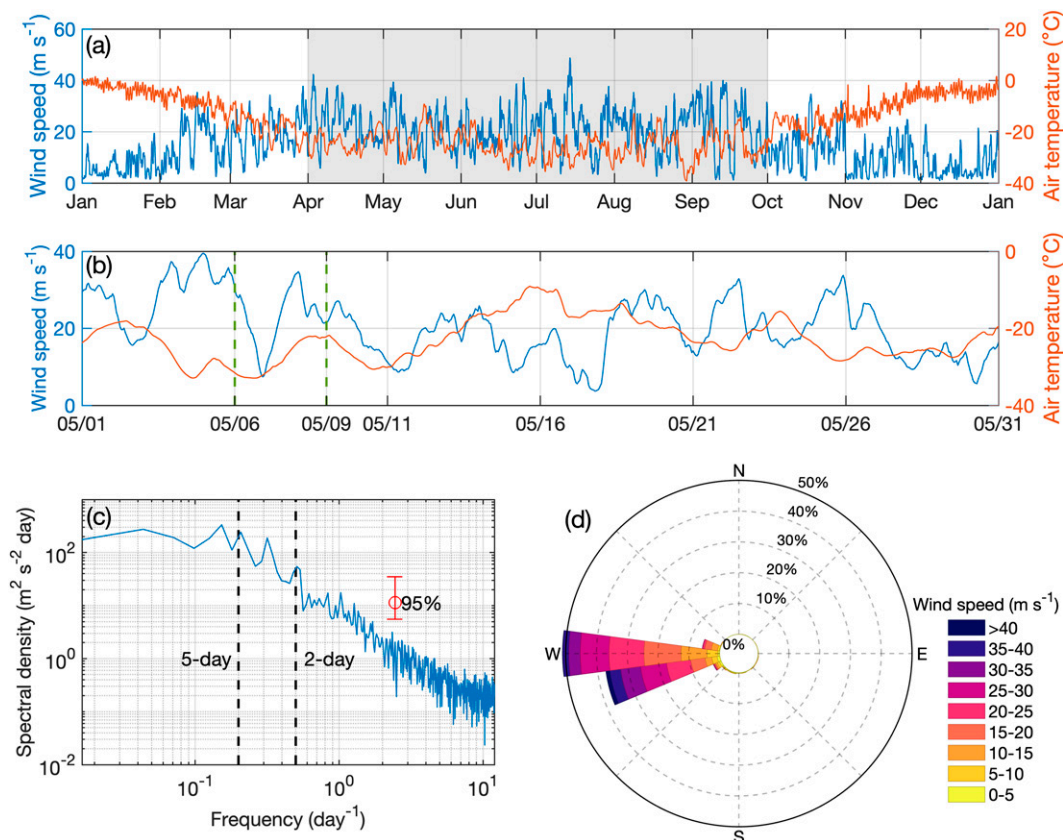 (a)
Wind speed (m s-1)
60
40
20
0
Air temperature (°C)
20
0
-20
-40
Jan Feb Mar Apr May Jun Jul Aug Sep Oct Nov Dec Jan
(b)
Wind speed (m s-1)
40
20
0
Air temperature (°C)
0
-20
-40
05/01 05/06 05/09 05/11 05/16 05/21 05/26 05/31
(c)
Spectral density (m2 s-2 day)
10^2
10^0
10^-2
95%
5-day 2-day
10^-1 10^0 10^1
Frequency (day-1)
(d)
N
50%
40%
30%
20%
10%
0%
W
E
S
Wind speed (m s-1)
>40
35-40
30-35
25-30
20-25
15-20
10-15
5-10
0-5